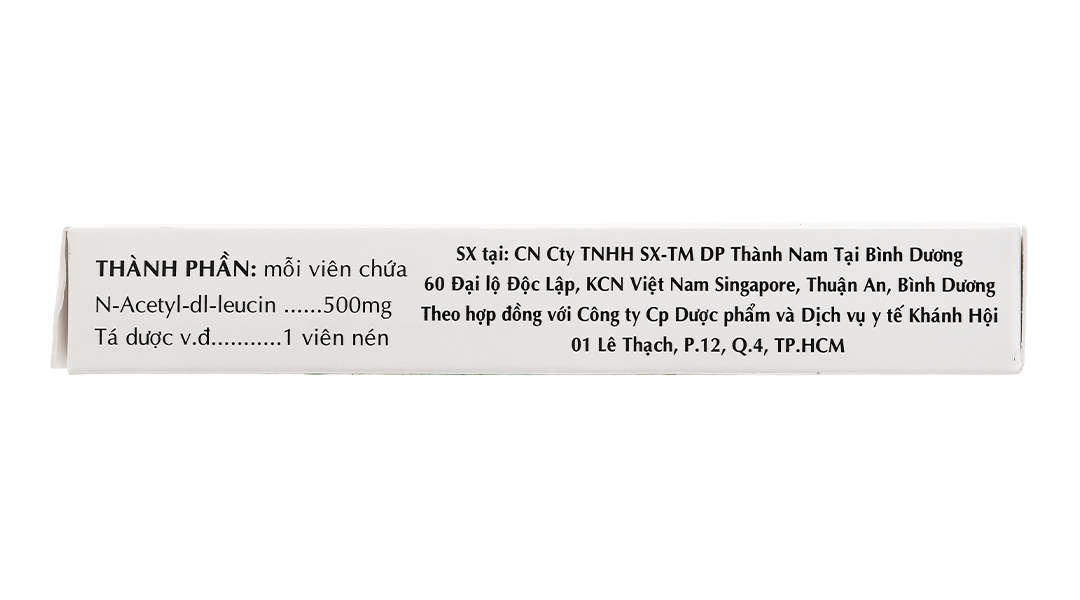 THÀNH PHẦN: mỗi viên chứa
N-Acetyl-dl-leucin ......500mg
Tá dược v.đ...........1 viên nén
SX tại: CN Cty TNHH SX-TM DP Thành Nam Tại Bình Dương
60 Đại lộ Độc Lập, KCN Việt Nam Singapore, Thuận An, Bình Dương
Theo hợp đồng với Công ty Cp Dược phẩm và Dịch vụ y tế Khánh Hội
01 Lê Thạch, P.12, Q.4, TP.HCM